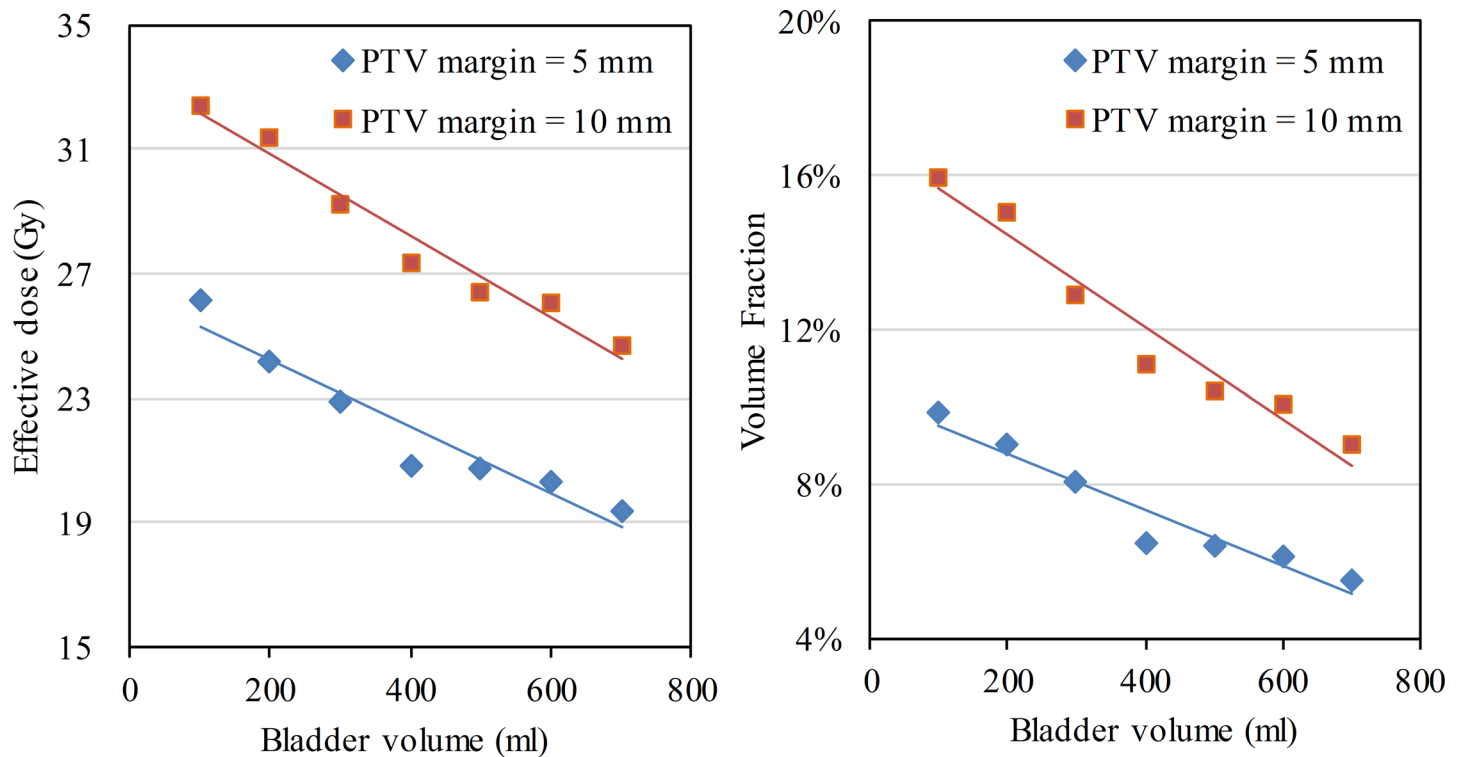 35
31
27
23
19
15
0
200
400
600
800
Effective dose (Gy)
Bladder volume (ml)
PTV margin = 5 mm
PTV margin = 10 mm
20%
16%
12%
8%
4%
0
200
400
600
800
Volume Fraction
Bladder volume (ml)
PTV margin = 5 mm
PTV margin = 10 mm